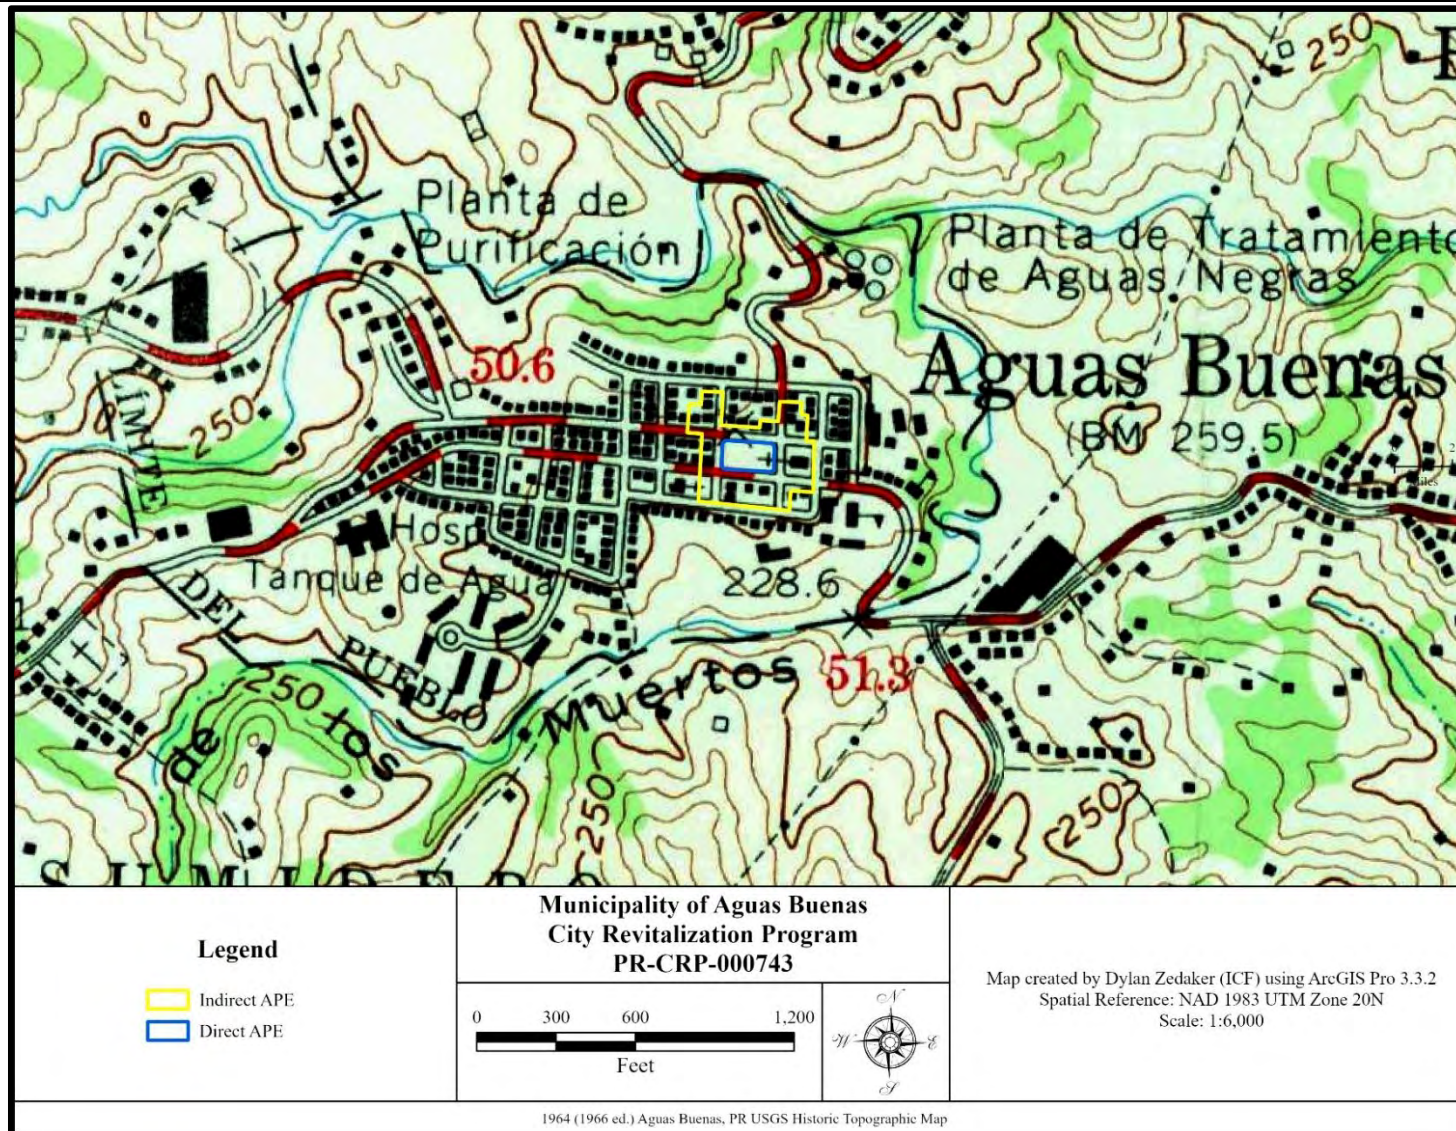 250
Planta de
Purificación
Planta de Tratamiento
de Aguas Negras
50.6
Aguas Buenas
(BM 259.5)
LÍMITE
250
Hosp
Tanque de Agua
228.6
DEL
PUEBLO
Muertos
51.3
250
de los
250
250
SUMIDERO
Legend
Indirect APE
Direct APE
Municipality of Aguas Buenas
City Revitalization Program
PR-CRP-000743
0 300 600 1,200
Feet
N
W E
S
Map created by Dylan Zedaker (ICF) using ArcGIS Pro 3.3.2
Spatial Reference: NAD 1983 UTM Zone 20N
Scale: 1:6,000
1964 (1966 ed.) Aguas Buenas, PR USGS Historic Topographic Map